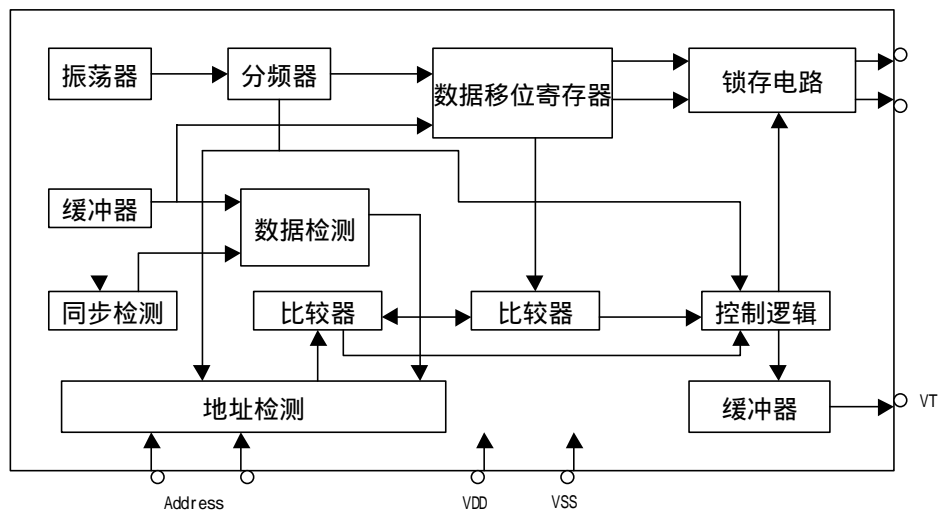 振荡器
分频器
数据移位寄存器
锁存电路
缓冲器
数据检测
同步检测
比较器
比较器
控制逻辑
地址检测
缓冲器
VT
Address
VDD
VSS